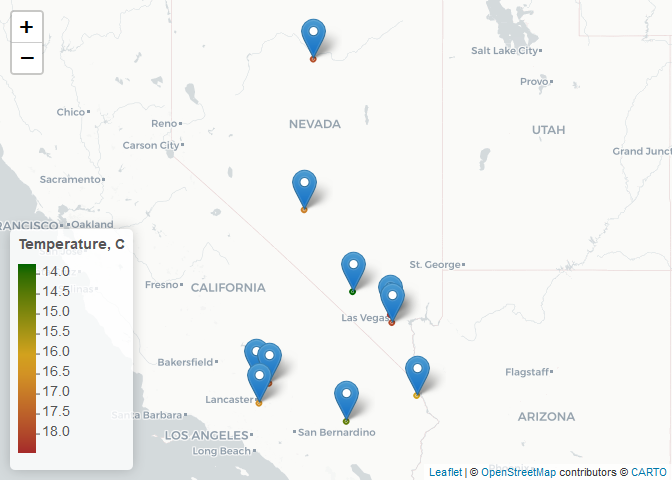 +
−
Salt Lake City
Provo
Chico
Reno
NEVADA
UTAH
Carson City
Grand Junct
Sacramento
RANCISCO
Oakland
Temperature, C
14.0
14.5
15.0
15.5
16.0
16.5
17.0
17.5
18.0
St. George
Fresno
CALIFORNIA
Las Vegas
Bakersfield
Flagstaff
Lancaster
Santa Barbara
ARIZONA
LOS ANGELES
San Bernardino
Long Beach
Leaflet | © OpenStreetMap contributors © CARTO